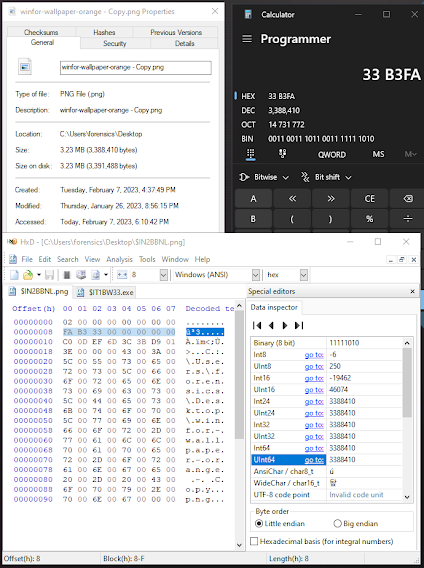 winfor-wallpaper-orange - Copy.png Properties
Checksums Hashes Previous Versions
General Security Details
winfor-wallpaper-orange - Copy.png
Type of file: PNG File (.png)
Description: winfor-wallpaper-orange - Copy.png
Location: C:\Users\forensics\Desktop
Size: 3.23 MB (3,388,410 bytes)
Size on disk: 3.23 MB (3,391,488 bytes)
Created: Tuesday, February 7, 2023, 4:37:49 PM
Modified: Thursday, January 26, 2023, 8:56:15 PM
Accessed: Today, February 7, 2023, 6:10:42 PM
Calculator
Programmer
33 B3FA
HEX 33 B3FA
DEC 3,388,410
OCT 14 731 772
BIN 0011 0011 1011 0011 1111 1010
QWORD MS M
Bitwise Bit shift
A << >> CE
B ( ) % ÷
HxD - [C:\Users\forensics\Desktop\$IN2BBNL.png]
File Edit Search View Analysis Tools Window Help
8 Windows (ANSI) hex
$IN2BBNL.png $IT1BW33.exe
Offset(h) 00 01 02 03 04 05 06 07 Decoded te
00000000 02 00 00 00 00 00 00 00 ........
00000008 FA B3 33 00 00 00 00 00 ú³3.....
00000010 C0 0D EF 6D 3C 3B D9 01 À.ïm<;Ù.
00000018 3E 00 00 00 43 00 3A 00 >...C.:.
00000020 5C 00 55 00 73 00 65 00 \.U.s.e.
00000028 72 00 73 00 5C 00 66 00 r.s.\.f.
00000030 6F 00 72 00 65 00 6E 00 o.r.e.n.
00000038 73 00 69 00 63 00 73 00 s.i.c.s.
00000040 5C 00 44 00 65 00 73 00 \.D.e.s.
00000048 6B 00 74 00 6F 00 70 00 k.t.o.p.
00000050 5C 00 77 00 69 00 6E 00 \.w.i.n.
00000058 66 00 6F 00 72 00 2D 00 f.o.r.-.
00000060 77 00 61 00 6C 00 6C 00 w.a.l.l.
00000068 70 00 61 00 70 00 65 00 p.a.p.e.
00000070 72 00 2D 00 6F 00 72 00 r.-.o.r.
00000078 61 00 6E 00 67 00 65 00 a.n.g.e.
00000080 20 00 2D 00 20 00 43 00 .-. .C.
00000088 6F 00 70 00 79 00 2E 00 o.p.y...
00000090 70 00 6E 00 67 00 00 00 p.n.g...
Special editors
Data inspector
Binary (8 bit) 11111010
Int8 go to: -6
UInt8 go to: 250
Int16 go to: -19462
UInt16 go to: 46074
Int24 go to: 3388410
UInt24 go to: 3388410
Int32 go to: 3388410
UInt32 go to: 3388410
Int64 go to: 3388410
UInt64 go to: 3388410
AnsiChar / char8_t ú
WideChar / char16_t
UTF-8 code point Invalid code unit
Byte order
Little endian Big endian
Hexadecimal basis (for integral numbers)
Offset(h): 8 Block(h): 8-F Length(h): 8